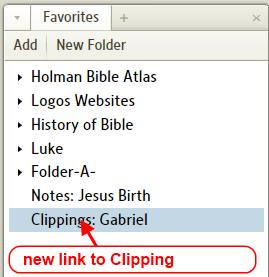 Favorites
Add New Folder
Holman Bible Atlas
Logos Websites
History of Bible
Luke
Folder-A-
Notes: Jesus Birth
Clippings: Gabriel
new link to Clipping